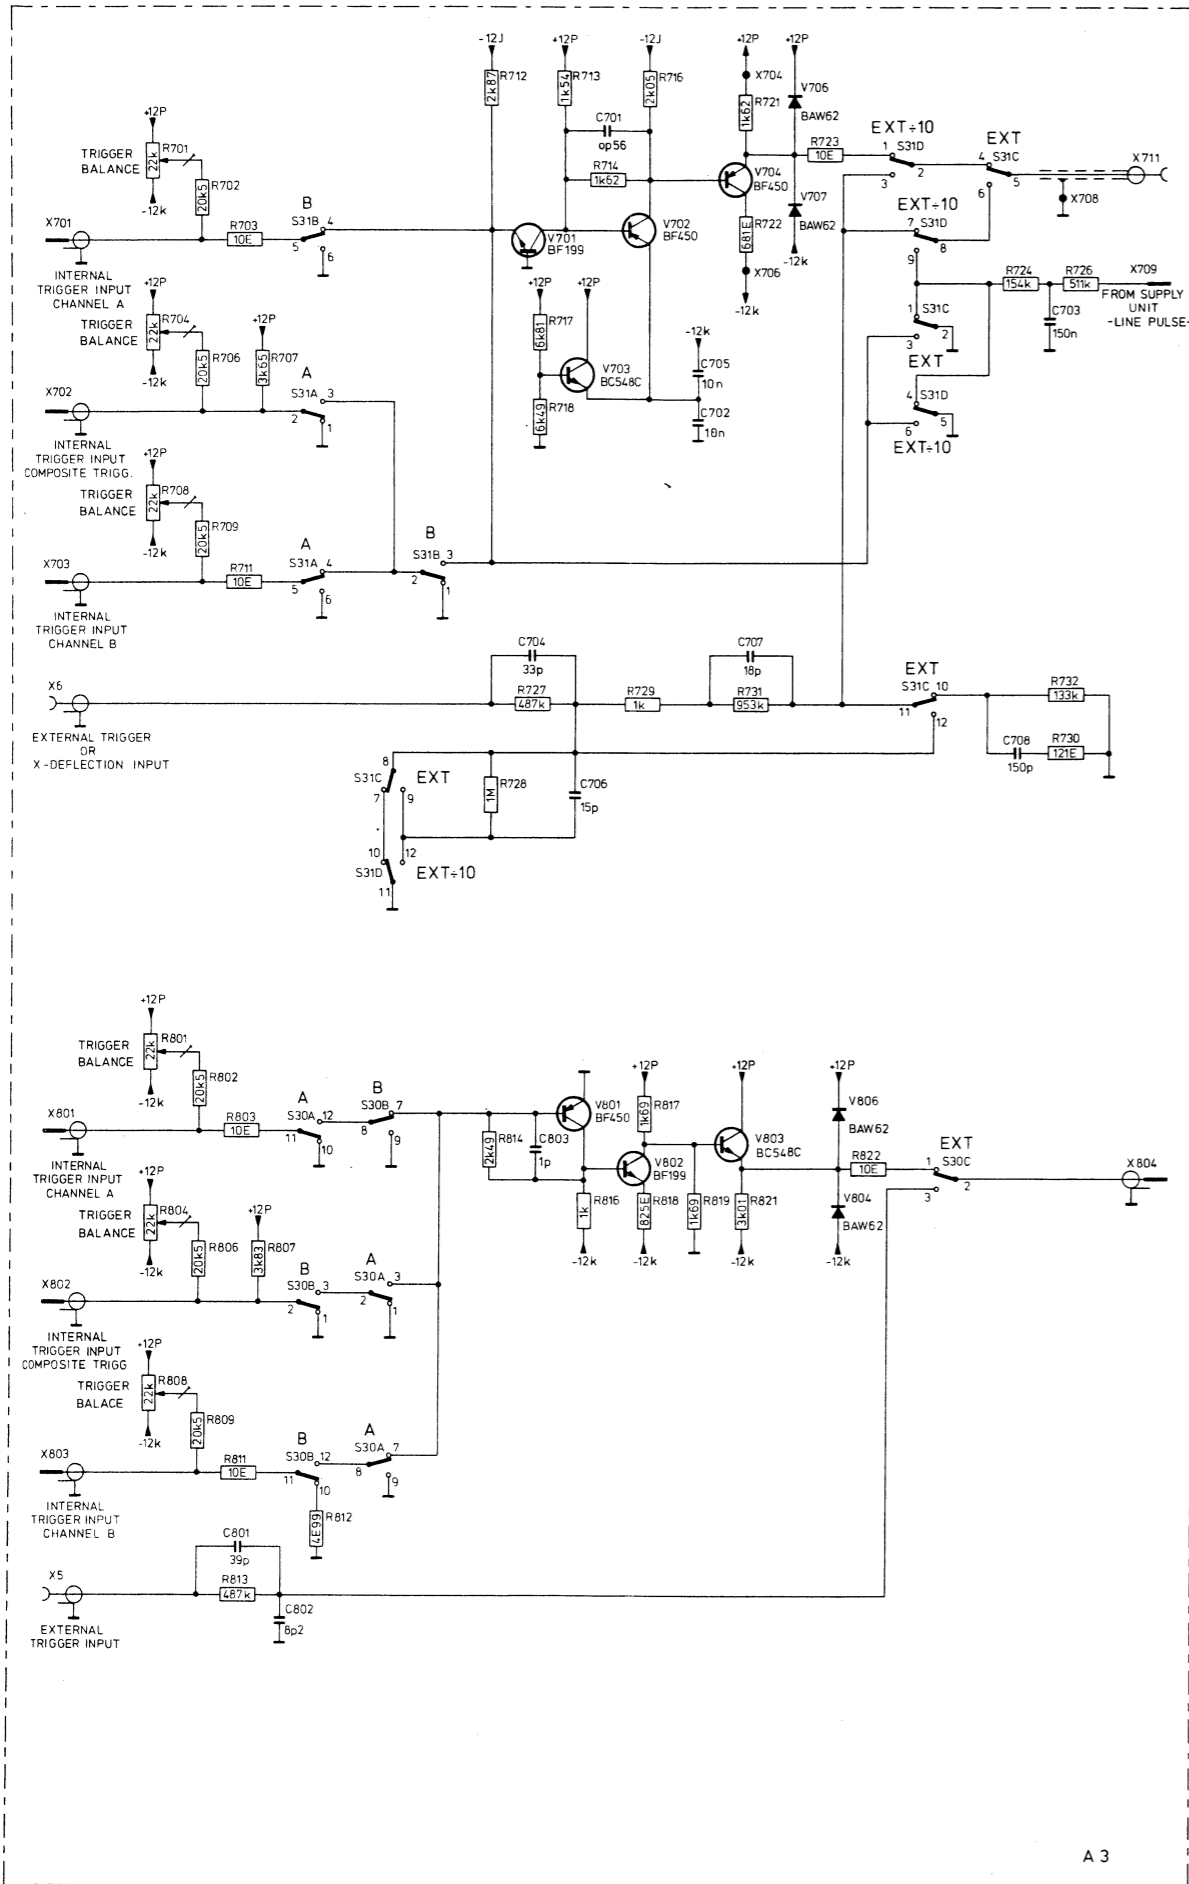 -12J
+12P
-12J
+12P
+12P
R712
2k87
R713
1k54
R716
2k05
X704
R721
1k62
V706
BAW62
C701
op56
R714
1k62
+12P
TRIGGER
BALANCE
R701
22k
-12k
R702
20k5
R703
10E
B
S31B 4
5
6
X701
INTERNAL
TRIGGER INPUT
CHANNEL A
V701
BF199
V702
BF450
V704
BF450
R723
10E
V707
BAW62
-12k
R722
681E
X706
-12k
EXT÷10
1 S31D
2
3
EXT
4 S31C
5
6
X711
X708
EXT÷10
7 S31D
8
9
R724
154k
R726
511k
X709
FROM SUPPLY
UNIT
-LINE PULSE-
C703
150n
1 S31C
2
3
EXT
4 S31D
5
6
EXT÷10
+12P
TRIGGER
BALANCE
R704
22k
-12k
R706
20k5
+12P
R707
3k65
A
S31A 3
2
1
X702
INTERNAL
TRIGGER INPUT
COMPOSITE TRIGG.
+12P
+12P
R717
6k81
V703
BC548C
R718
6k49
-12k
C705
10n
C702
18n
+12P
TRIGGER
BALANCE
R708
22k
-12k
R709
20k5
R711
10E
A
S31A 4
5
6
B
S31B 3
2
1
X703
INTERNAL
TRIGGER INPUT
CHANNEL B
X6
EXTERNAL TRIGGER
OR
X-DEFLECTION INPUT
C704
33p
R727
487k
R729
1k
C707
18p
R731
953k
EXT
S31C 10
11
12
R732
133k
C708
150p
R730
121E
8
S31C
7
9
EXT
R728
1M
C706
15p
10
12
S31D
11
EXT÷10
+12P
TRIGGER
BALANCE
R801
22k
-12k
R802
20k5
R803
10E
A
S30A 12
11
10
B
S30B 7
8
9
X801
INTERNAL
TRIGGER INPUT
CHANNEL A
R814
2k49
C803
1p
V801
BF450
+12P
R817
1k69
V802
BF199
R816
1k
-12k
R818
825E
-12k
R819
1k69
+12P
V803
BC548C
R821
3k01
-12k
+12P
V806
BAW62
R822
10E
V804
BAW62
-12k
EXT
1 S30C
2
3
X804
+12P
TRIGGER
BALANCE
R804
22k
-12k
R806
20k5
+12P
R807
3k83
B
S30B 3
2
1
A
S30A 3
2
1
X802
INTERNAL
TRIGGER INPUT
COMPOSITE TRIGG
+12P
TRIGGER
BALACE
R808
22k
-12k
R809
20k5
R811
10E
B
S30B 12
11
10
A
S30A 7
8
9
R812
4E99
X803
INTERNAL
TRIGGER INPUT
CHANNEL B
C801
39p
R813
487k
C802
8p2
X5
EXTERNAL
TRIGGER INPUT
A 3